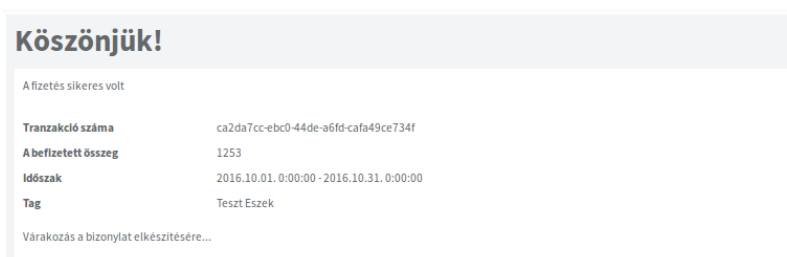 Köszönjük!
A fizetés sikeres volt
Tranzakció száma ca2da7cc-ebc0-44de-a6fd-cafa49ce734f
A befizetett összeg 1253
Időszak 2016.10.01. 0:00:00 - 2016.10.31. 0:00:00
Tag Teszt Eszek
Várakozás a bizonylat elkészítésére...